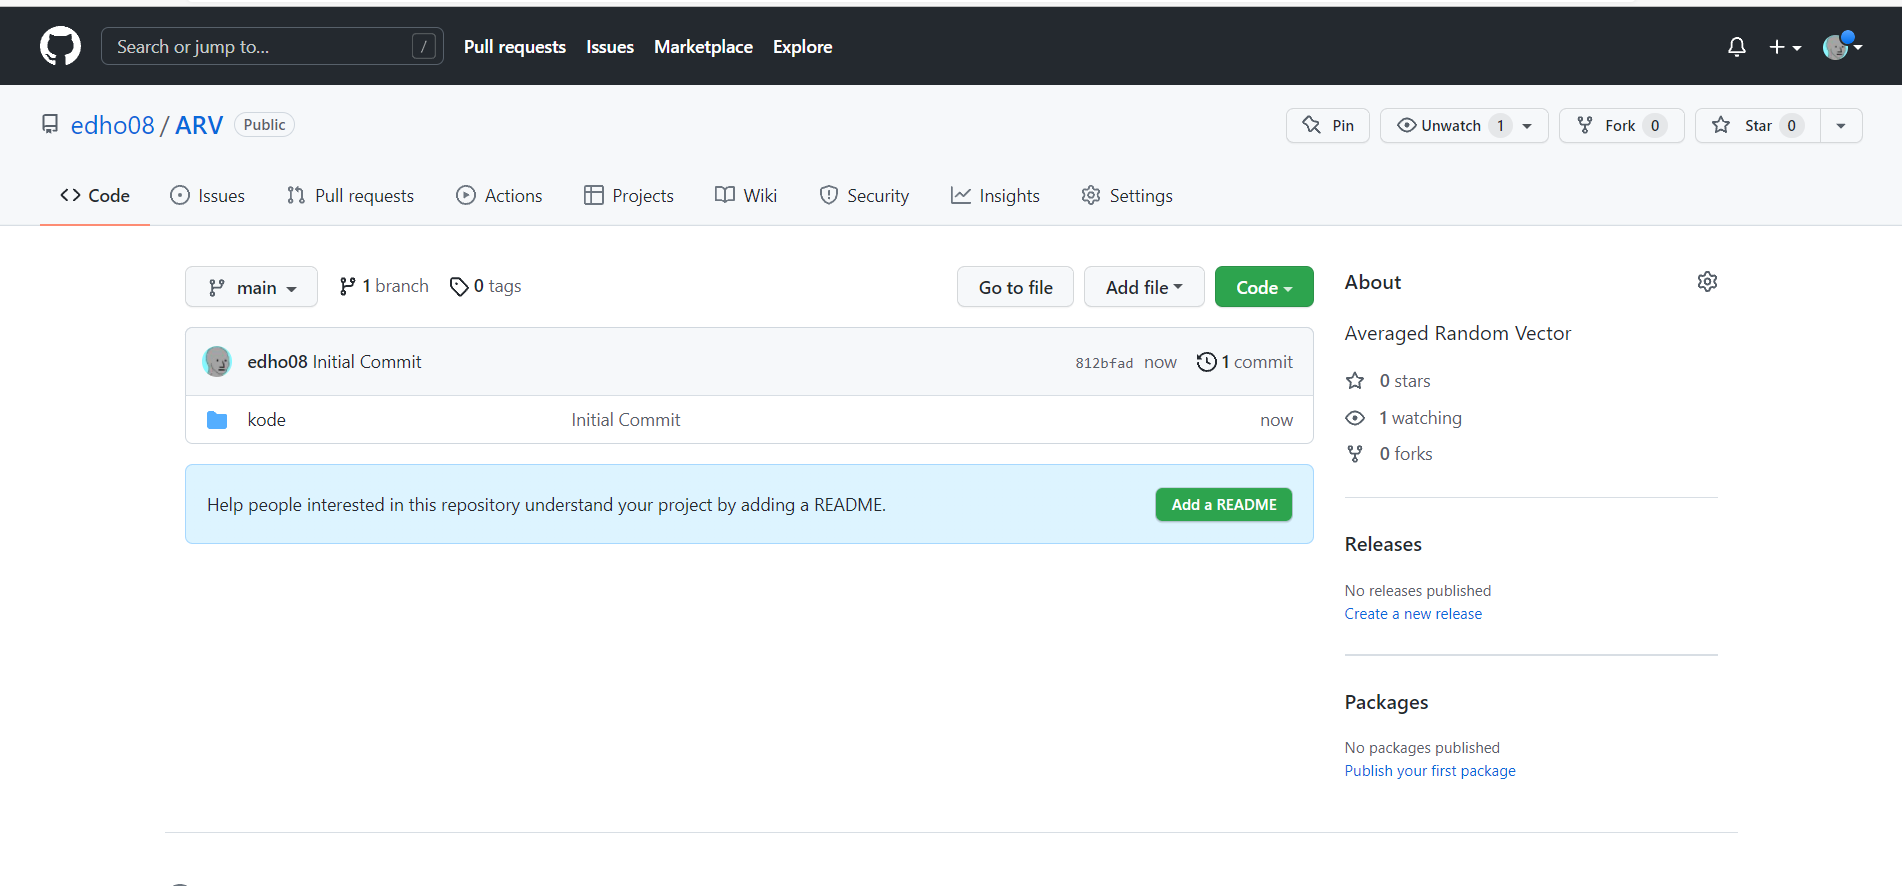 Search or jump to... / Pull requests Issues Marketplace Explore
edho08 / ARV Public Pin Unwatch 1 Fork 0 Star 0
Code Issues Pull requests Actions Projects Wiki Security Insights Settings
main 1 branch 0 tags Go to file Add file Code
edho08 Initial Commit 812bfad now 1 commit
kode Initial Commit now
Help people interested in this repository understand your project by adding a README. Add a README
About
Averaged Random Vector
0 stars
1 watching
0 forks
Releases
No releases published
Create a new release
Packages
No packages published
Publish your first package